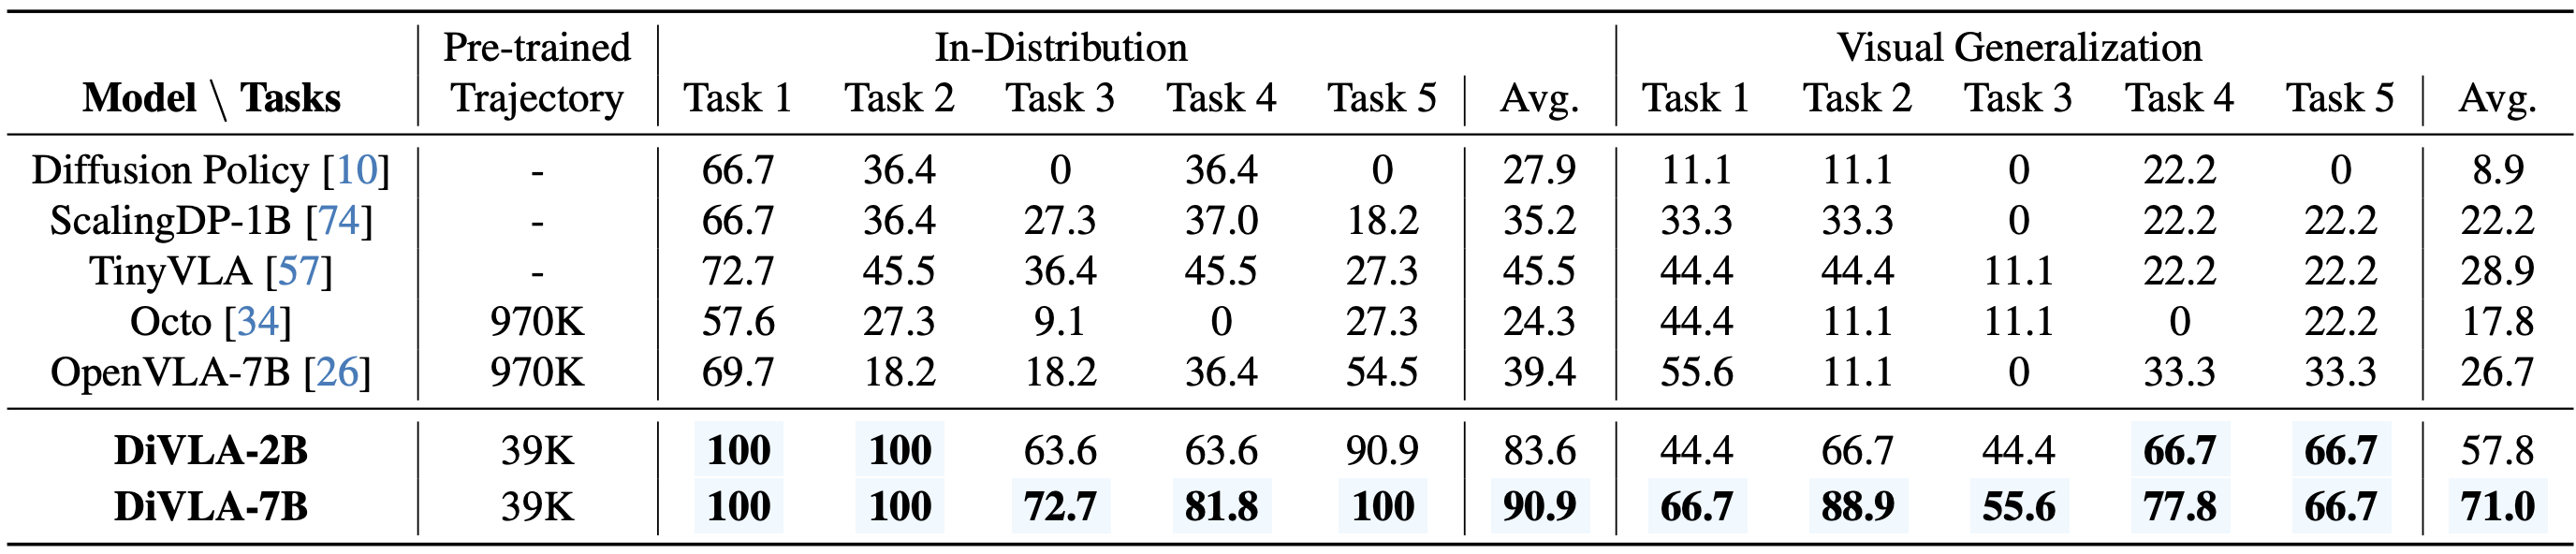 Pre-trained In-Distribution Visual Generalization
Model \ Tasks Trajectory Task 1 Task 2 Task 3 Task 4 Task 5 Avg. Task 1 Task 2 Task 3 Task 4 Task 5 Avg.
Diffusion Policy [10] - 66.7 36.4 0 36.4 0 27.9 11.1 11.1 0 22.2 0 8.9
ScalingDP-1B [74] - 66.7 36.4 27.3 37.0 18.2 35.2 33.3 33.3 0 22.2 22.2 22.2
TinyVLA [57] - 72.7 45.5 36.4 45.5 27.3 45.5 44.4 44.4 11.1 22.2 22.2 28.9
Octo [34] 970K 57.6 27.3 9.1 0 27.3 24.3 44.4 11.1 11.1 0 22.2 17.8
OpenVLA-7B [26] 970K 69.7 18.2 18.2 36.4 54.5 39.4 55.6 11.1 0 33.3 33.3 26.7
DiVLA-2B 39K 100 100 63.6 63.6 90.9 83.6 44.4 66.7 44.4 66.7 66.7 57.8
DiVLA-7B 39K 100 100 72.7 81.8 100 90.9 66.7 88.9 55.6 77.8 66.7 71.0